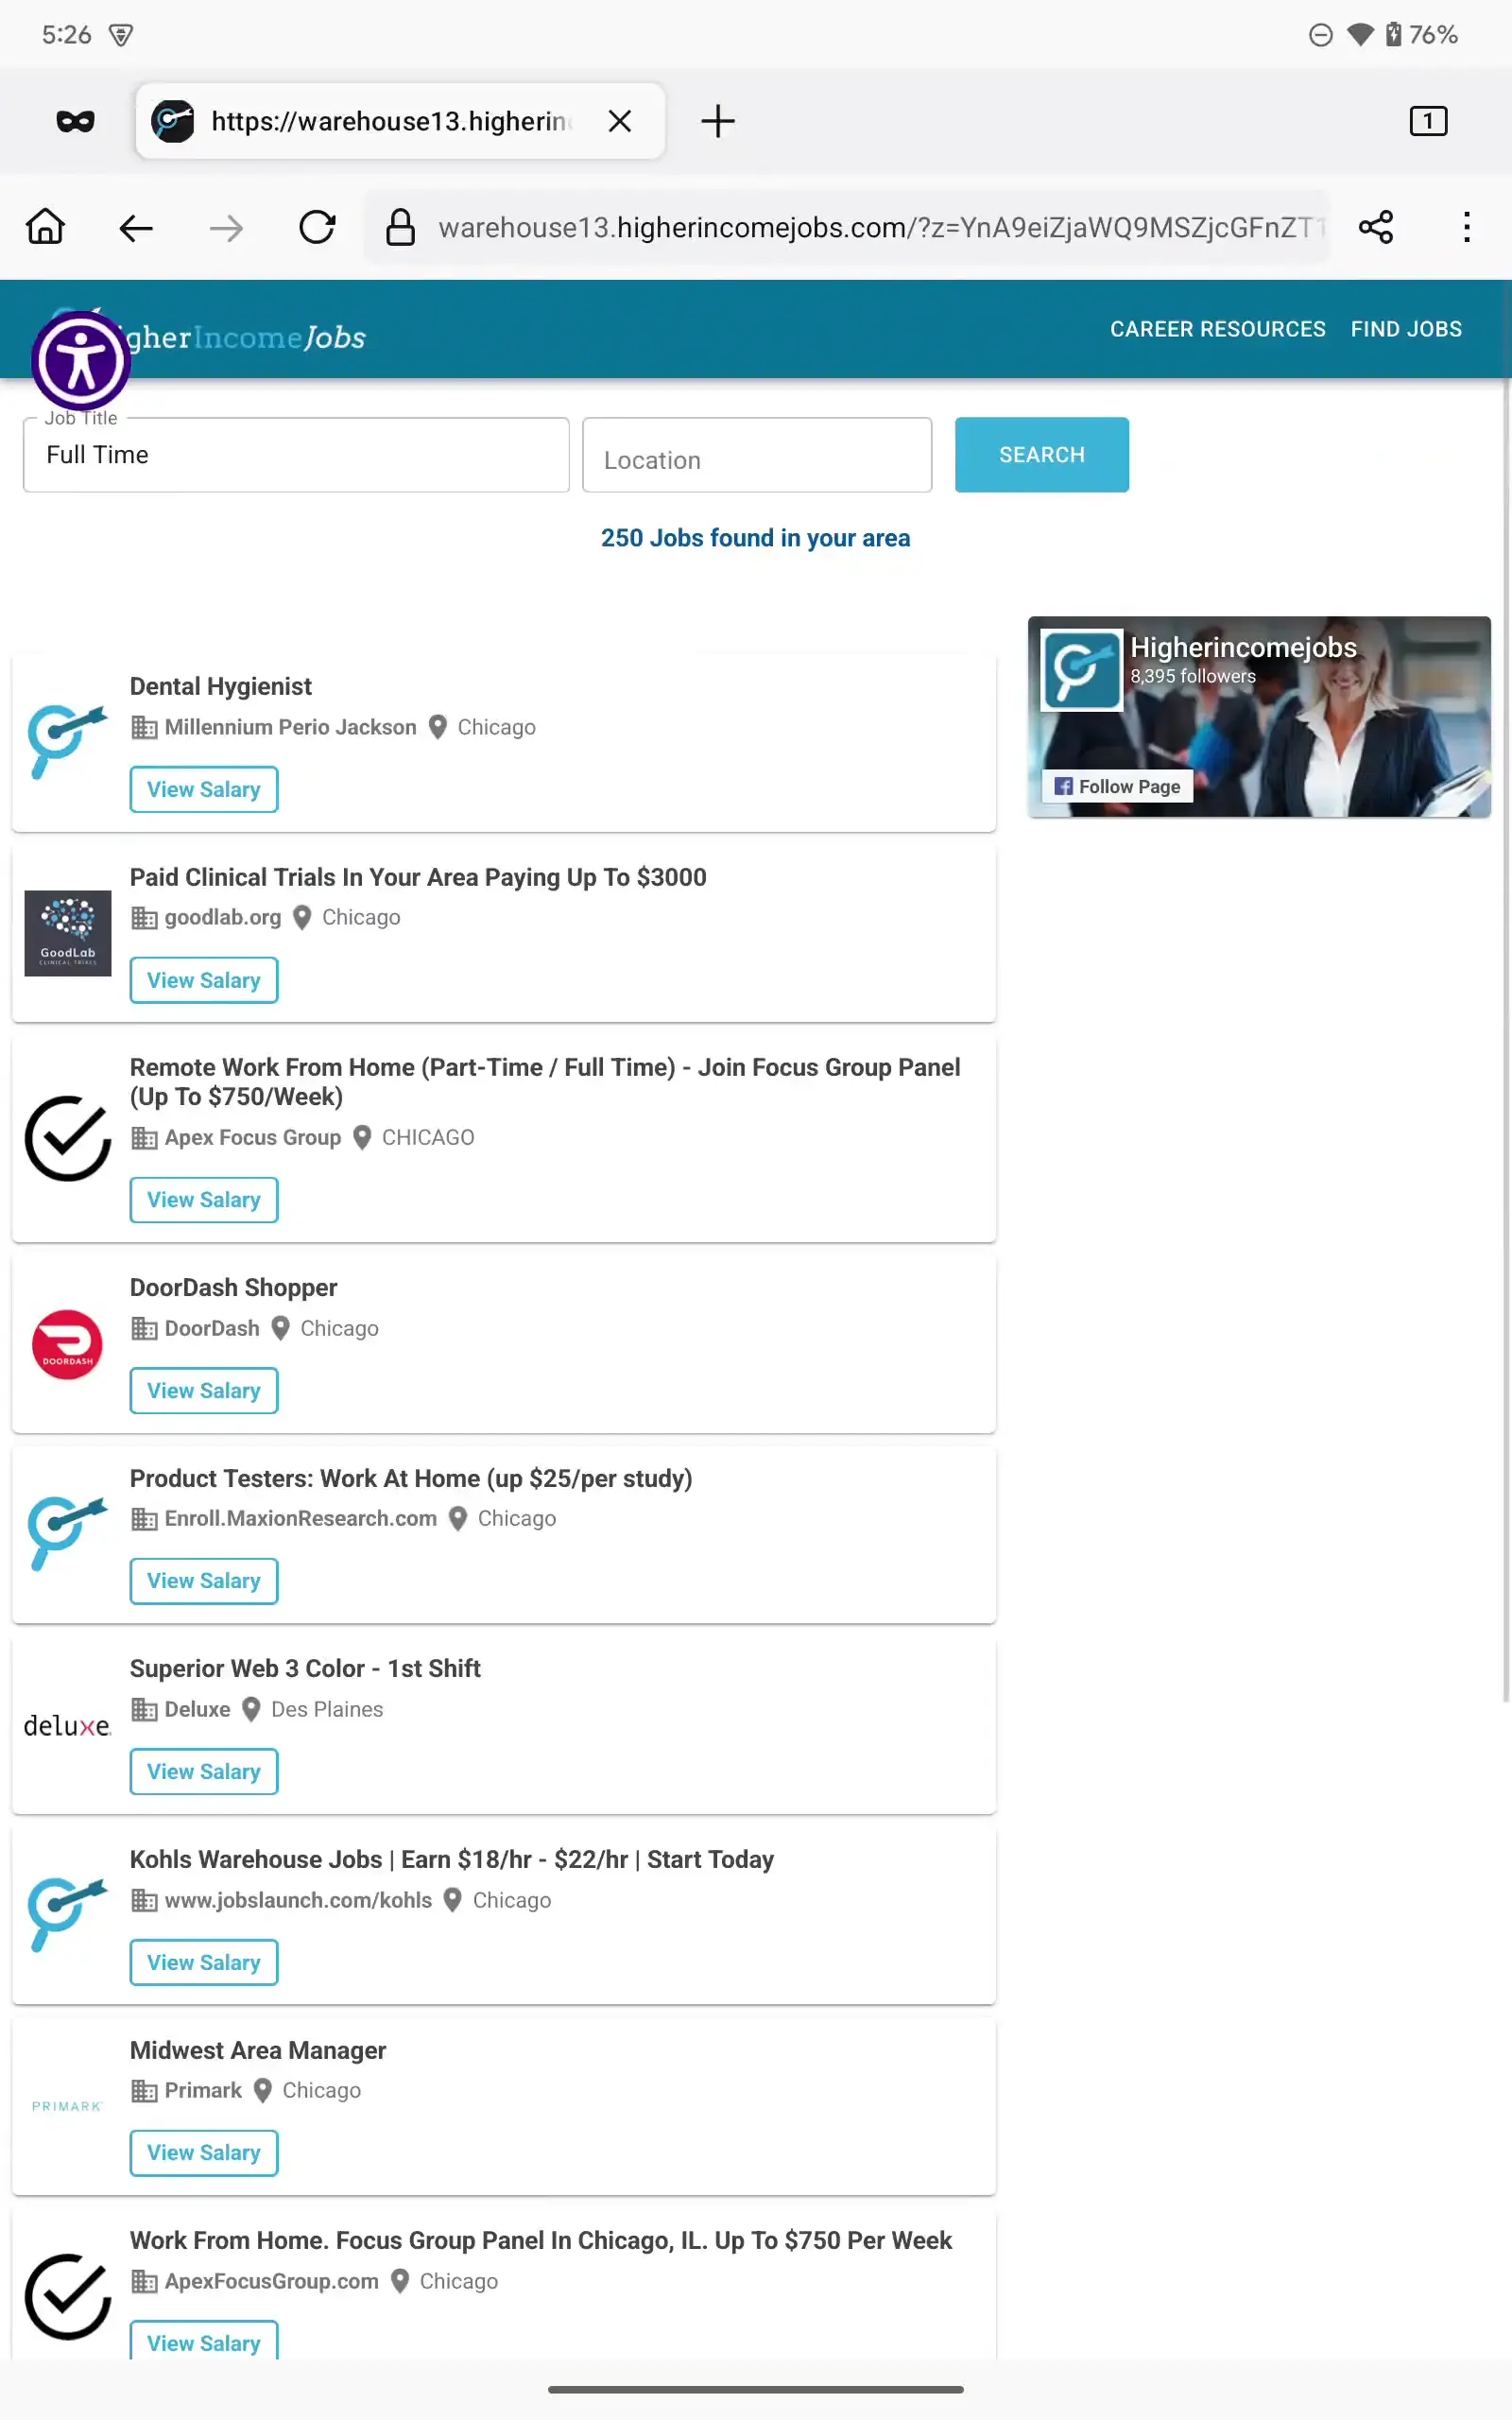 5:26
76%
https://warehouse13.higherin
1
warehouse13.higherincomejobs.com/?z=YnA9eiZjaWQ9MSZjcGFnZT1
gherIncomeJobs
CAREER RESOURCES
FIND JOBS
Job Title
Full Time
Location
SEARCH
250 Jobs found in your area
Higherincomejobs
8,395 followers
Follow Page
Dental Hygienist
Millennium Perio Jackson Chicago
View Salary
Paid Clinical Trials In Your Area Paying Up To $3000
goodlab.org Chicago
GoodLab
CLINICAL TRIALS
View Salary
Remote Work From Home (Part-Time / Full Time) - Join Focus Group Panel
(Up To $750/Week)
Apex Focus Group CHICAGO
View Salary
DoorDash Shopper
DoorDash Chicago
DOORDASH
View Salary
Product Testers: Work At Home (up $25/per study)
Enroll.MaxionResearch.com Chicago
View Salary
Superior Web 3 Color - 1st Shift
Deluxe Des Plaines
deluxe.
View Salary
Kohls Warehouse Jobs | Earn $18/hr - $22/hr | Start Today
www.jobslaunch.com/kohls Chicago
View Salary
Midwest Area Manager
Primark Chicago
PRIMARK
View Salary
Work From Home. Focus Group Panel In Chicago, IL. Up To $750 Per Week
ApexFocusGroup.com Chicago
View Salary